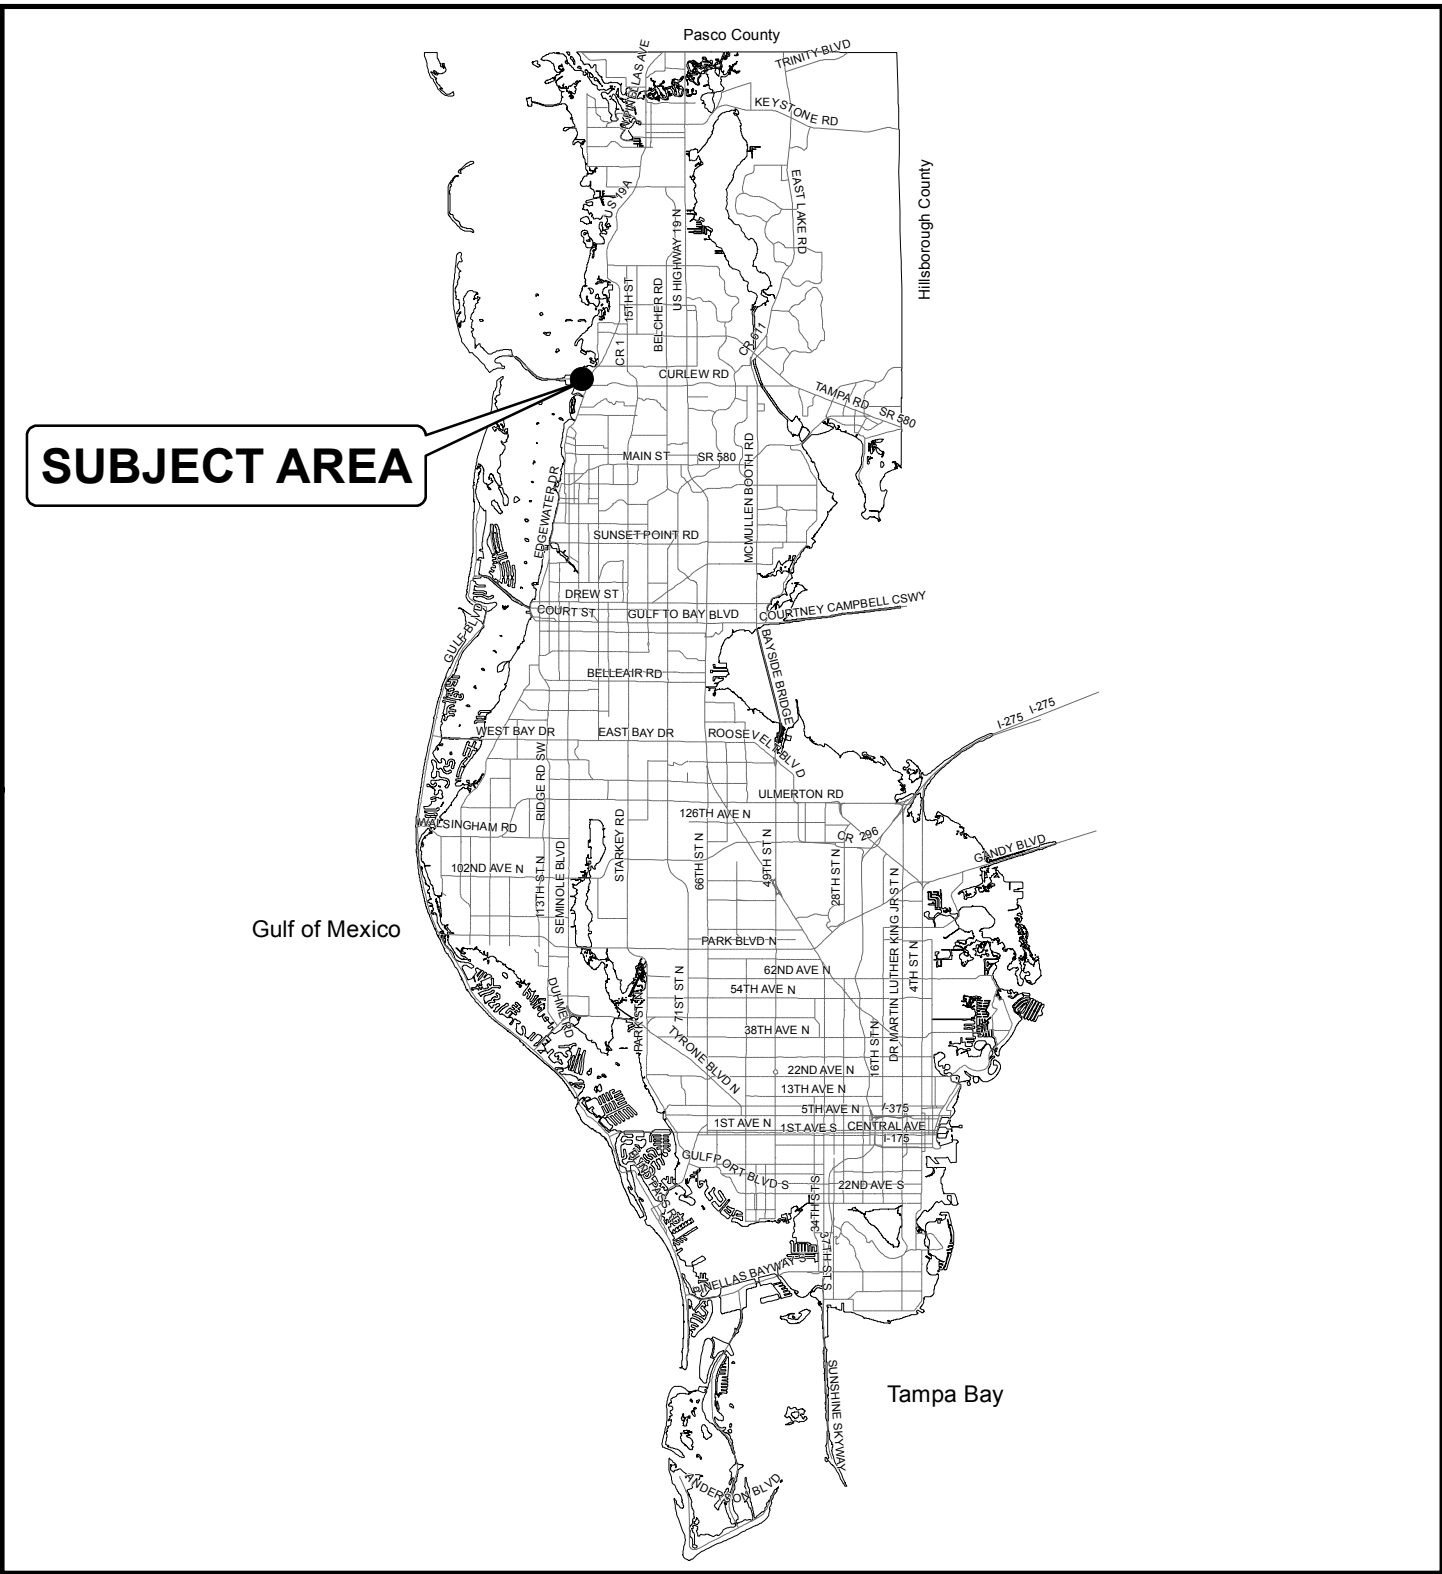 Pasco County
TRINITY BLVD
PINELLAS AVE
KEYSTONE RD
Hillsborough County
EAST LAKE RD
US 19A
US HIGHWAY 19 N
15TH ST
BELCHER RD
CR 1
CR 611
CURLEW RD
TAMPA RD
SR 580
SUBJECT AREA
MAIN ST
SR 580
MCMULLEN BOOTH RD
EDGEWATER DR
SUNSET POINT RD
DREW ST
COURT ST
GULF TO BAY BLVD
COURTNEY CAMPBELL CSWY
GULF BLVD
BAYSIDE BRIDGE
BELLEAIR RD
I-275
I-275
WEST BAY DR
EAST BAY DR
ROOSEVELT BLVD
RIDGE RD SW
ULMERTON RD
126TH AVE N
WALSINGHAM RD
STARKEY RD
CR 296
GANDY BLVD
66TH ST N
49TH ST N
28TH ST N
102ND AVE N
113TH ST N
SEMINOLE BLVD
DR MARTIN LUTHER KING JR ST N
Gulf of Mexico
PARK BLVD N
4TH ST N
62ND AVE N
71ST ST N
54TH AVE N
DUHME RD
PARK ST N
38TH AVE N
16TH ST N
TYRONE BLVD N
22ND AVE N
13TH AVE N
5TH AVE N
I-375
1ST AVE N
1ST AVE S
CENTRAL AVE
I-175
GULFPORT BLVD S
22ND AVE S
34TH ST S
37TH ST S
PINELLAS BAYWAY S
SUNSHINE SKYWAY
Tampa Bay
ANDERSON BLVD